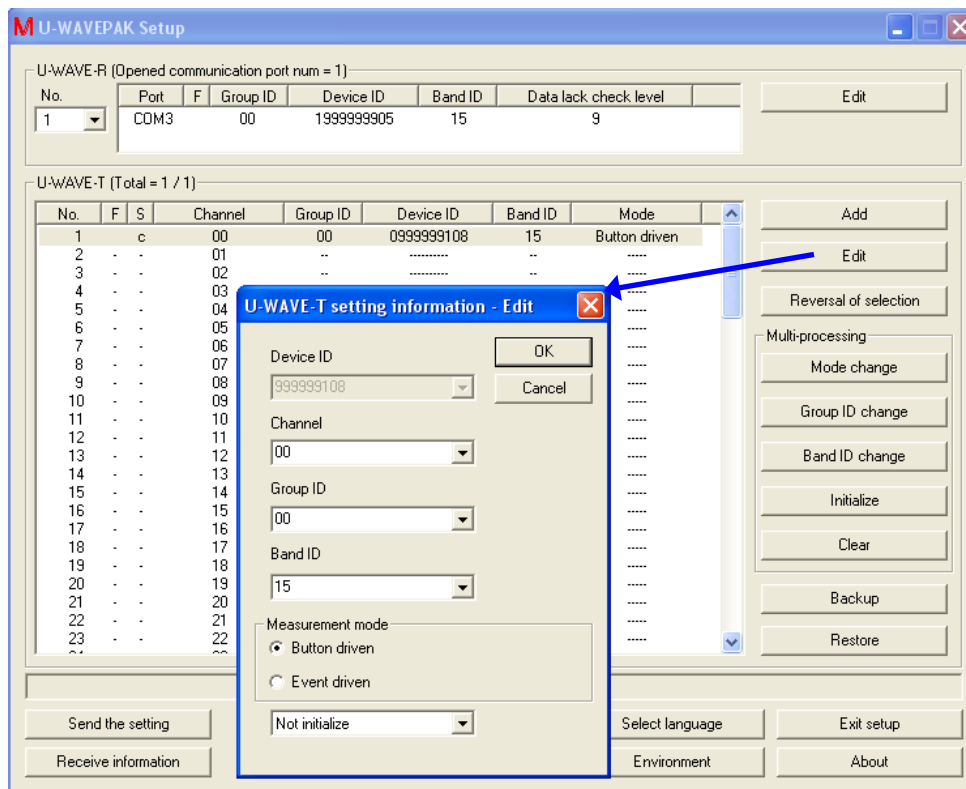 M U-WAVEPAK Setup
U-WAVE-R (Opened communication port num = 1)
No. Port F Group ID Device ID Band ID Data lack check level Edit
1 COM3 00 1999999905 15 9
U-WAVE-T (Total = 1 / 1)
No. F S Channel Group ID Device ID Band ID Mode Add
1 c 00 00 0999999108 15 Button driven
2 - - 01 -- --------- -- ----- Edit
3 - - 02 -- --------- -- -----
4 - - 03 -----
5 - - 04 ----- Reversal of selection
6 - - 05 -----
7 - - 06 ----- Multi-processing
8 - - 07 ----- Mode change
9 - - 08 -----
10 - - 09 -----
11 - - 10 ----- Group ID change
12 - - 11 -----
13 - - 12 ----- Band ID change
14 - - 13 -----
15 - - 14 ----- Initialize
16 - - 15 -----
17 - - 16 -----
18 - - 17 ----- Clear
19 - - 18 -----
20 - - 19 -----
21 - - 20 ----- Backup
22 - - 21 -----
23 - - 22 ----- Restore
U-WAVE-T setting information - Edit
Device ID OK
999999108 Cancel
Channel
00
Group ID
00
Band ID
15
Measurement mode
Button driven
Event driven
Not initialize
Send the setting Select language Exit setup
Receive information Environment About